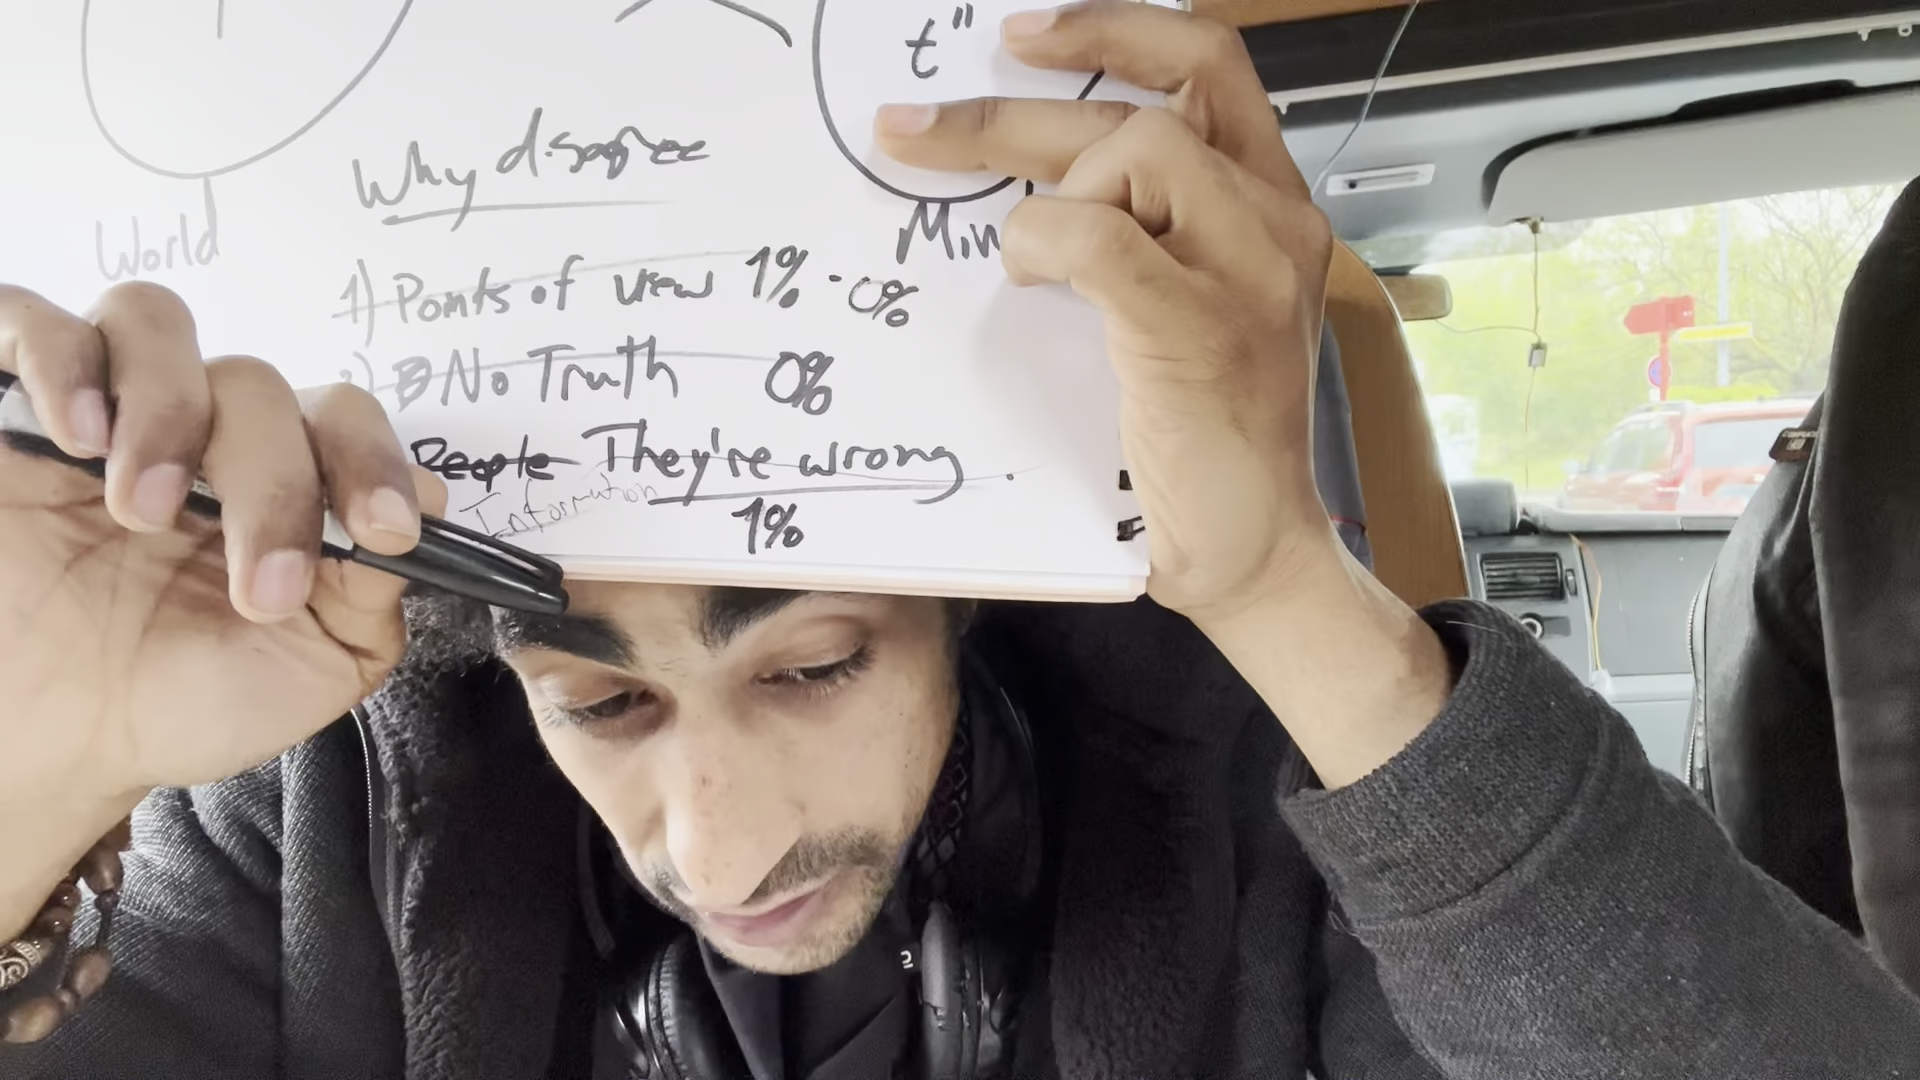 t"
Why disagree
World
Min
1) Points of view 1% - 0%
No Truth 0%
People They're wrong.
Information
1%